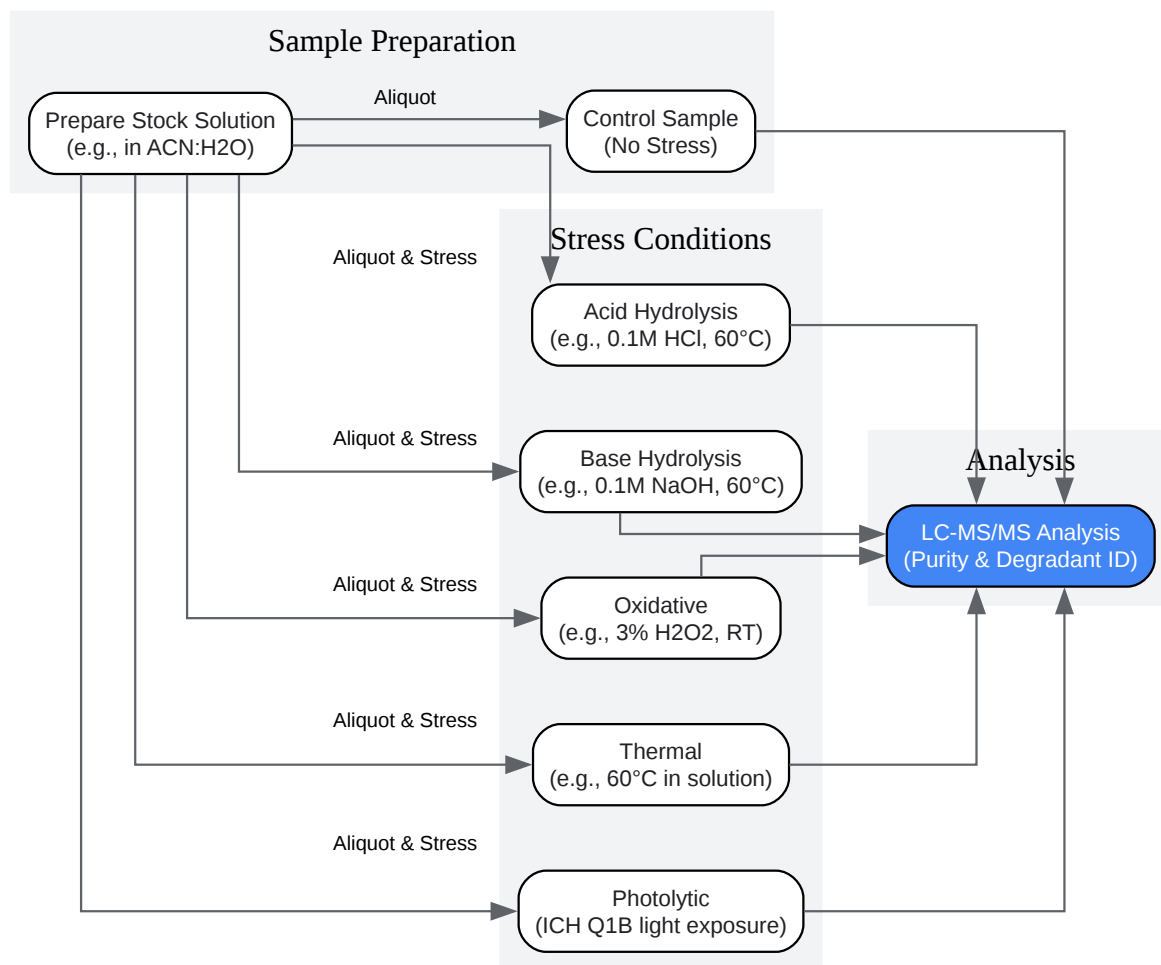 Sample Preparation
Prepare Stock Solution
(e.g., in ACN:H2O)
Aliquot
Control Sample
(No Stress)
Stress Conditions
Aliquot & Stress
Acid Hydrolysis
(e.g., 0.1M HCl, 60°C)
Aliquot & Stress
Base Hydrolysis
(e.g., 0.1M NaOH, 60°C)
Analysis
LC-MS/MS Analysis
(Purity & Degradant ID)
Aliquot & Stress
Oxidative
(e.g., 3% H2O2, RT)
Aliquot & Stress
Thermal
(e.g., 60°C in solution)
Aliquot & Stress
Photolytic
(ICH Q1B light exposure)